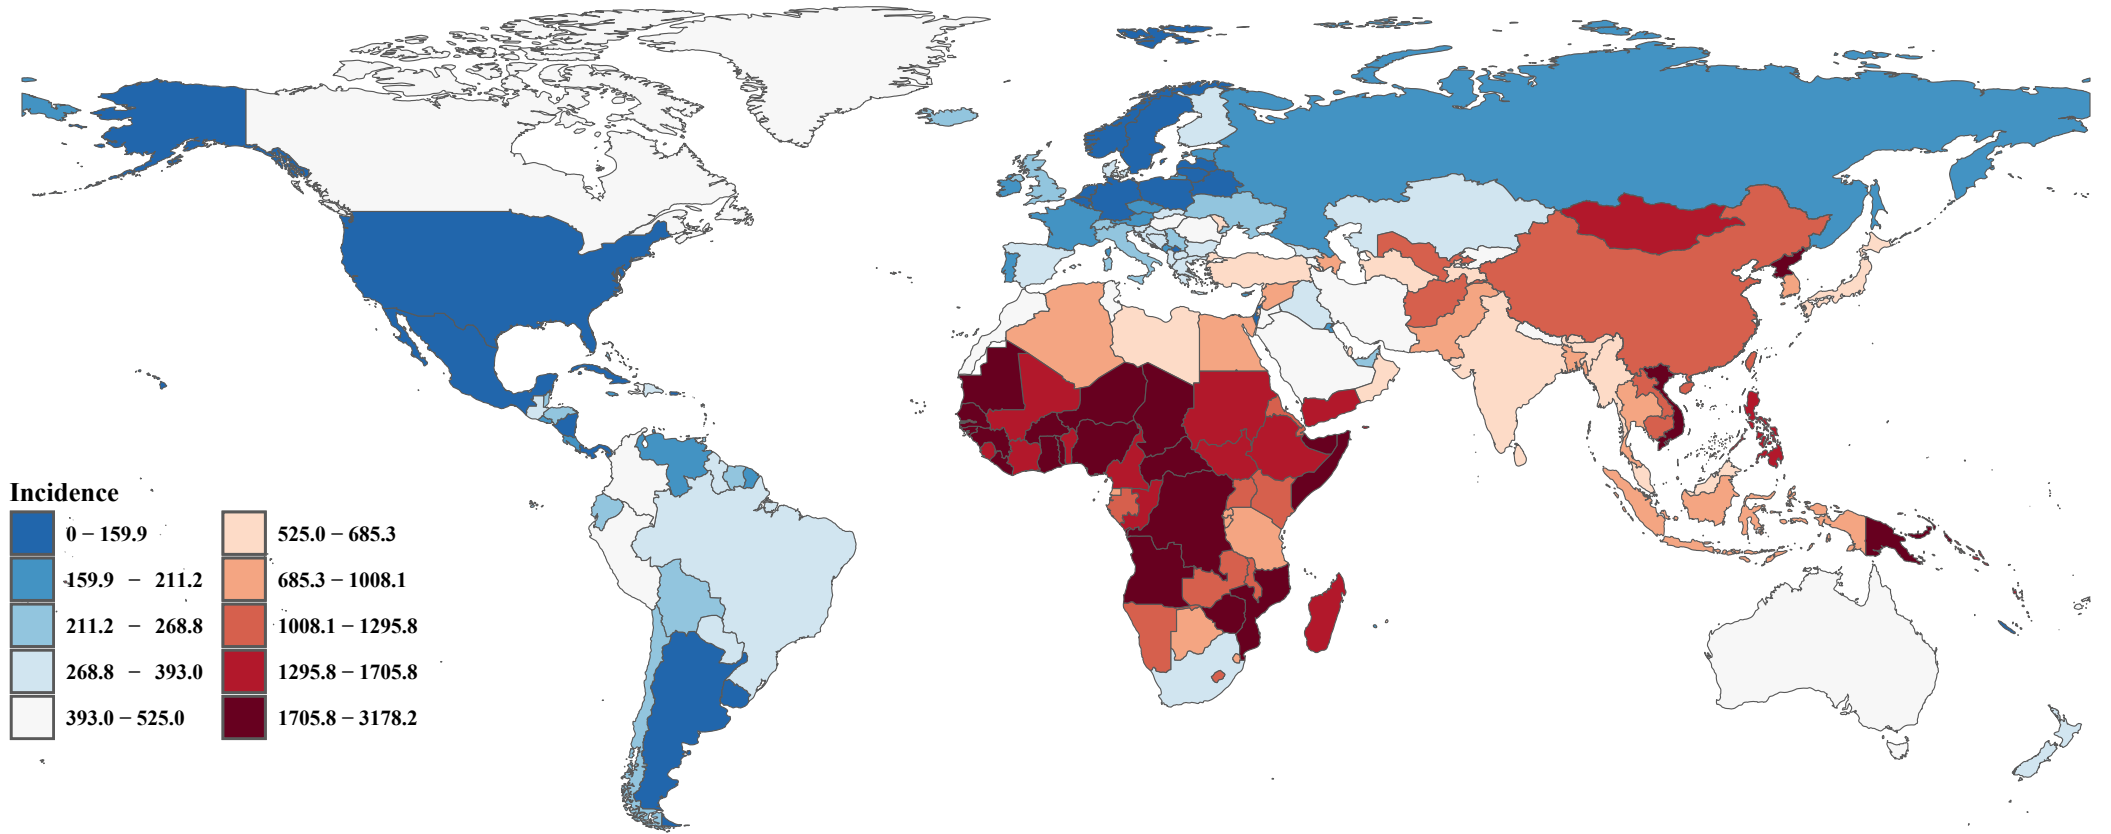 Incidence
0 − 159.9
159.9 − 211.2
211.2 − 268.8
268.8 − 393.0
393.0 − 525.0
525.0 − 685.3
685.3 − 1008.1
1008.1 − 1295.8
1295.8 − 1705.8
1705.8 − 3178.2